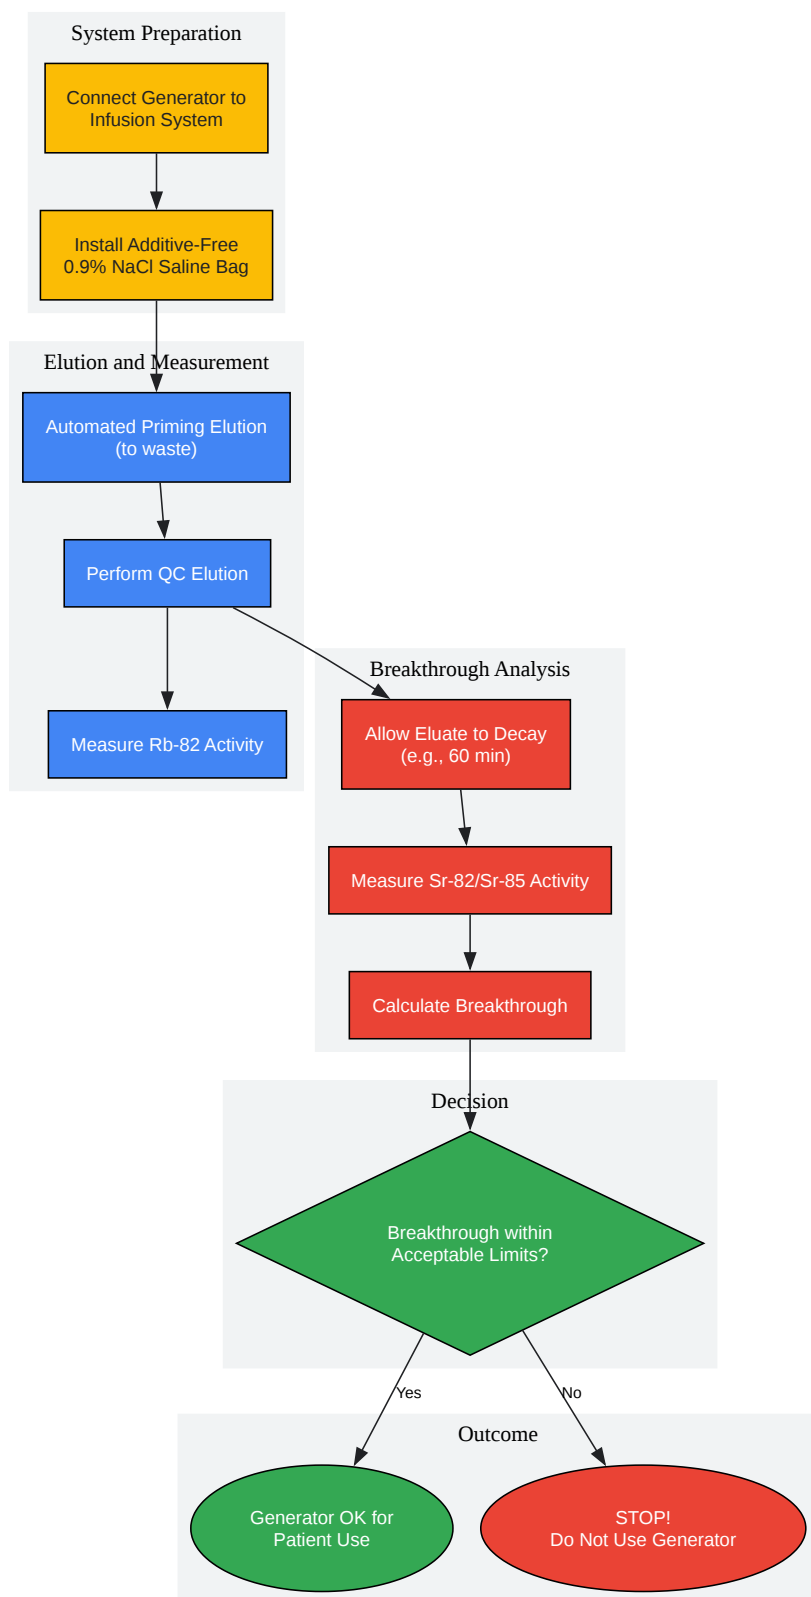 System Preparation
Connect Generator to
Infusion System
Install Additive-Free
0.9% NaCl Saline Bag
Elution and Measurement
Automated Priming Elution
(to waste)
Perform QC Elution
Measure Rb-82 Activity
Breakthrough Analysis
Allow Eluate to Decay
(e.g., 60 min)
Measure Sr-82/Sr-85 Activity
Calculate Breakthrough
Decision
Breakthrough within
Acceptable Limits?
Yes
No
Outcome
Generator OK for
Patient Use
STOP!
Do Not Use Generator